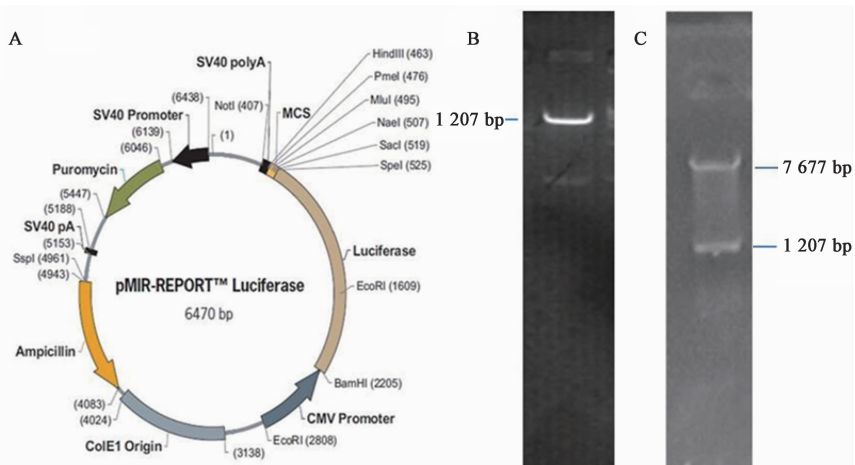 A
SV40 polyA
HindIII (463)
PmeI (476)
MluI (495)
NaeI (507)
SacI (519)
SpeI (525)
MCS
NotI (407)
(1)
(6438)
SV40 Promoter
(6139)
(6046)
Puromycin
(5447)
(5188)
SV40 pA
(5153)
SspI (4961)
(4943)
pMIR-REPORT™ Luciferase
6470 bp
Luciferase
EcoRI (1609)
Ampicillin
BamHI (2205)
(4083)
(4024)
CMV Promoter
ColE1 Origin
EcoRI (2808)
(3138)
B
1 207 bp
C
7 677 bp
1 207 bp